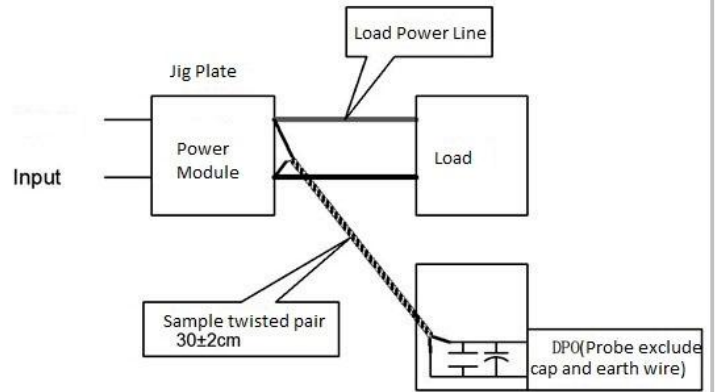 Load Power Line
Jig Plate
Power
Module
Load
Input
Sample twisted pair
30±2cm
DPO(Probe exclude
cap and earth wire)